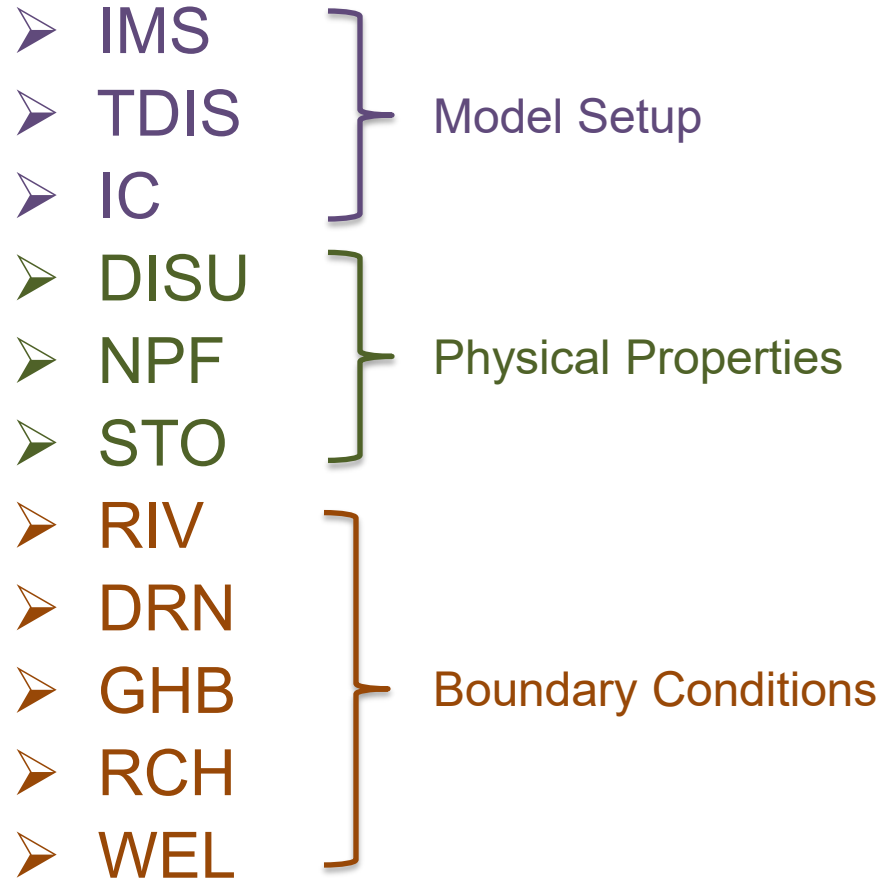 ➢ IMS
➢ TDIS
➢ IC
Model Setup
➢ DISU
➢ NPF
➢ STO
Physical Properties
➢ RIV
➢ DRN
➢ GHB
➢ RCH
➢ WEL
Boundary Conditions